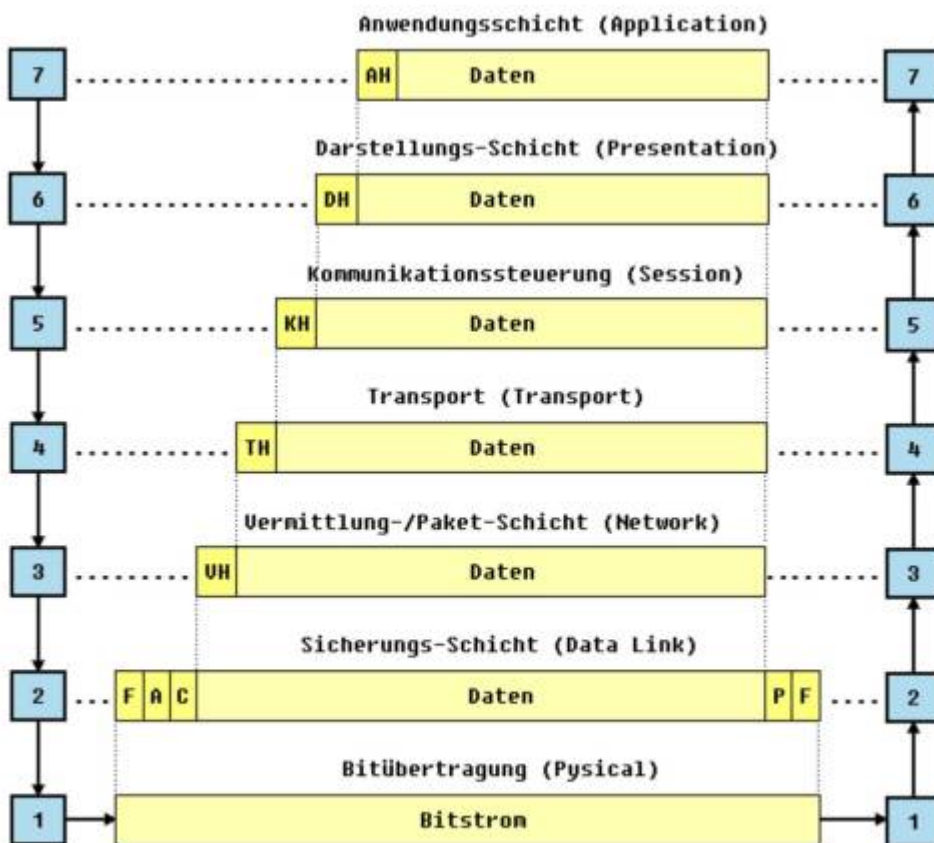 Anwendungsschicht (Application)
7 AH Daten 7
Darstellungs-Schicht (Presentation)
6 DH Daten 6
Kommunikationssteuerung (Session)
5 KH Daten 5
Transport (Transport)
4 TH Daten 4
Vermittlung-/Paket-Schicht (Network)
3 VH Daten 3
Sicherungs-Schicht (Data Link)
2 F A C Daten P F 2
Bitübertragung (Pysical)
1 Bitstrom 1